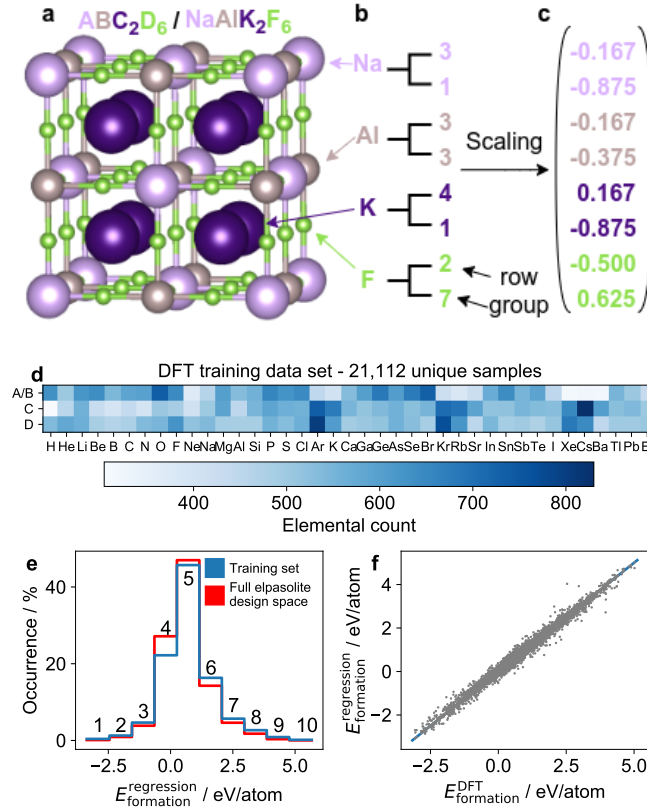 a
ABC₂D₆ / NaAlK₂F₆
b
c
Na
3
1
Al
3
3
K
4
1
F
2
7
row
group
Scaling
-0.167
-0.875
-0.167
-0.375
0.167
-0.875
-0.500
0.625
d
DFT training data set - 21,112 unique samples
A/B
C
D
H He Li Be B C N O F Ne Na Mg Al Si P S Cl Ar K Ca Ga Ge As Se Br Kr Rb Sr In Sn Sb Te I Xe Cs Ba Tl Pb
400 500 600 700 800
Elemental count
e
Training set
Full elpasolite
design space
Occurrence / %
40
20
0
1 2 3 4 5 6 7 8 9 10
−2.5 0.0 2.5 5.0
E regression formation / eV/atom
f
E regression formation / eV/atom
4
2
0
−2
−2.5 0.0 2.5 5.0
E DFT formation / eV/atom